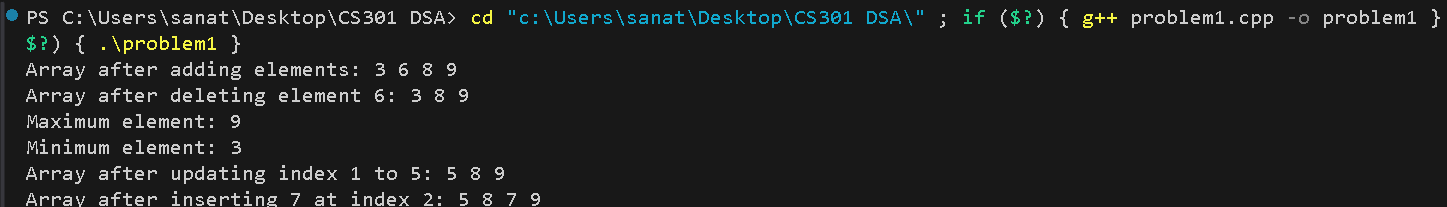 PS C:\Users\sanat\Desktop\CS301 DSA> cd "c:\Users\sanat\Desktop\CS301 DSA\" ; if ($?) { g++ problem1.cpp -o problem1 }
$?) { .\problem1 }
Array after adding elements: 3 6 8 9
Array after deleting element 6: 3 8 9
Maximum element: 9
Minimum element: 3
Array after updating index 1 to 5: 5 8 9
Array after inserting 7 at index 2: 5 8 7 9